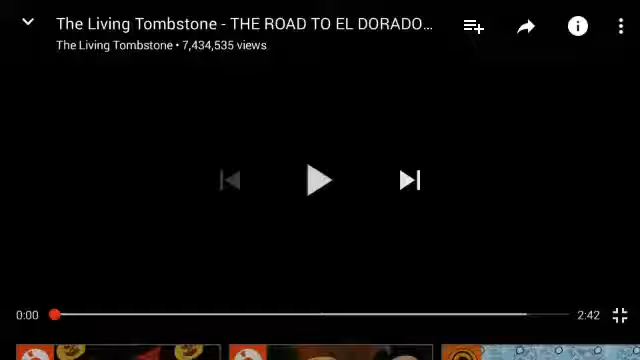 The Living Tombstone - THE ROAD TO EL DORADO...
The Living Tombstone • 7,434,535 views
0:00
2:42